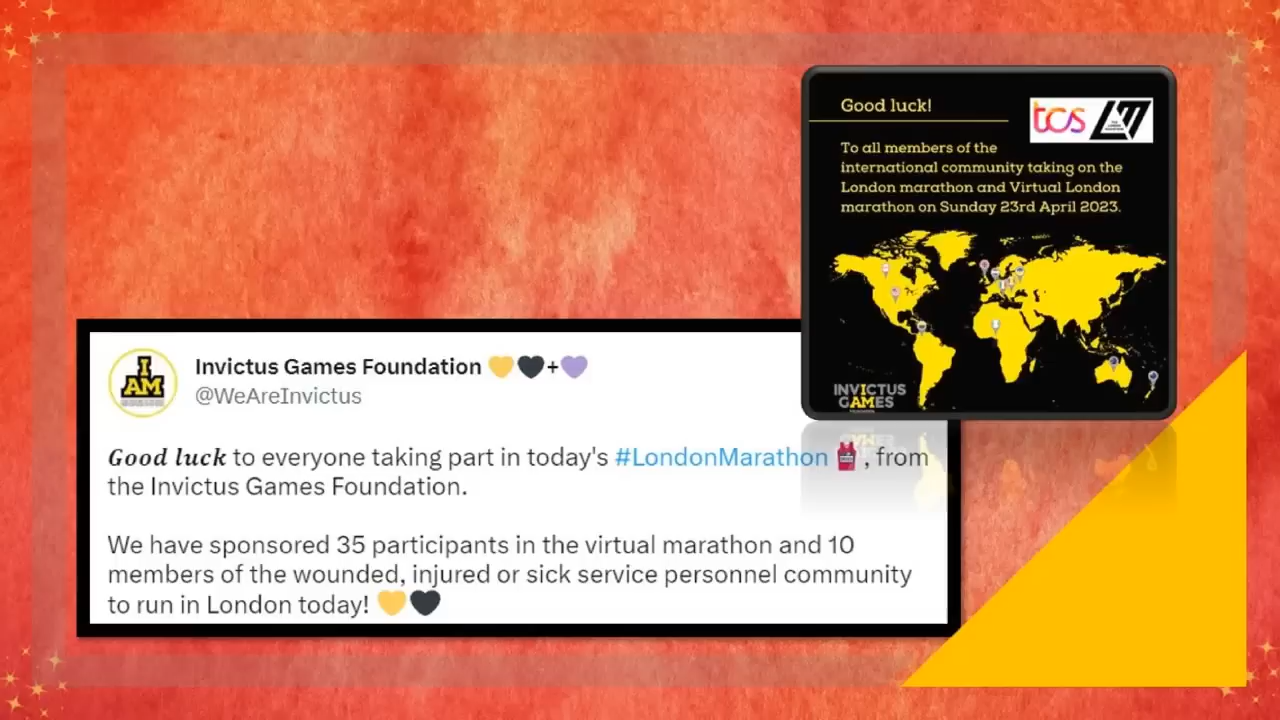 Good luck!
tcs
To all members of the
international community taking on the
London marathon and Virtual London
marathon on Sunday 23rd April 2023.
INVICTUS
GAMES
I
AM
Invictus Games Foundation 💛🖤+💜
@WeAreInvictus
Good luck to everyone taking part in today's #LondonMarathon 🎽, from
the Invictus Games Foundation.
We have sponsored 35 participants in the virtual marathon and 10
members of the wounded, injured or sick service personnel community
to run in London today! 💛🖤